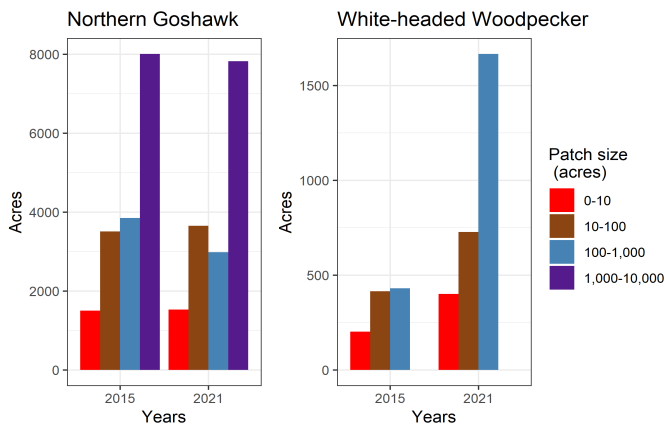 Northern Goshawk
8000
6000
4000
2000
0
Acres
2015
2021
Years
White-headed Woodpecker
1500
1000
500
0
Acres
2015
2021
Years
Patch size
(acres)
0-10
10-100
100-1,000
1,000-10,000